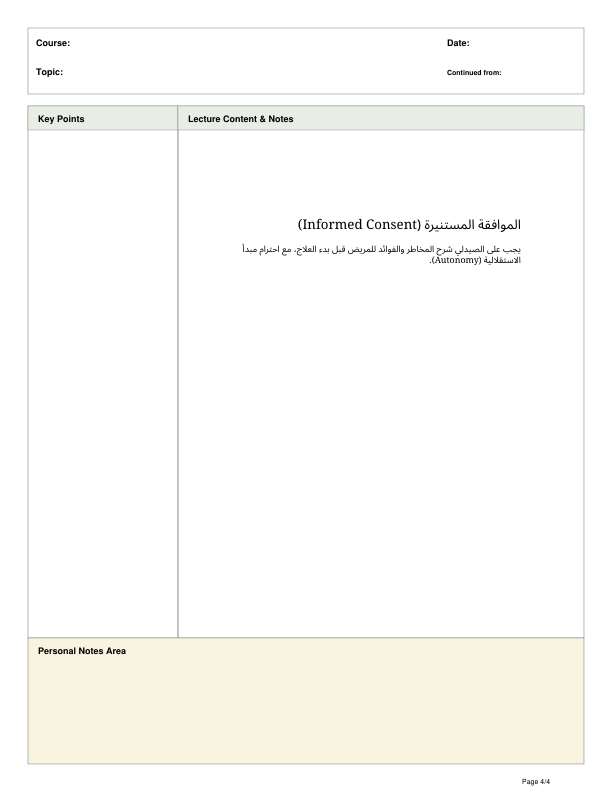 Course:
Date:
Topic:
Continued from:
Key Points
Lecture Content & Notes
الموافقة المستنيرة (Informed Consent)
يجب على الصيدلي شرح المخاطر والفوائد للمريض قبل بدء العلاج، مع احترام مبدأ
الاستقلالية (Autonomy).
Personal Notes Area
Page 4/4